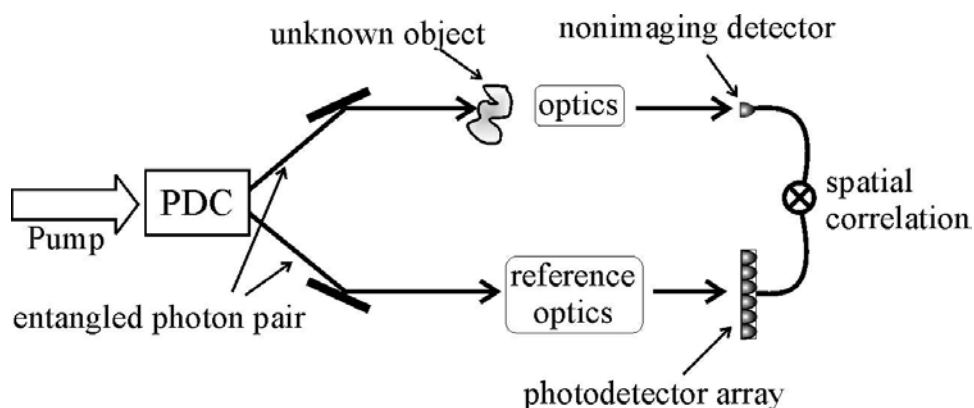 unknown object
nonimaging detector
optics
PDC
Pump
spatial
correlation
entangled photon pair
reference
optics
photodetector array